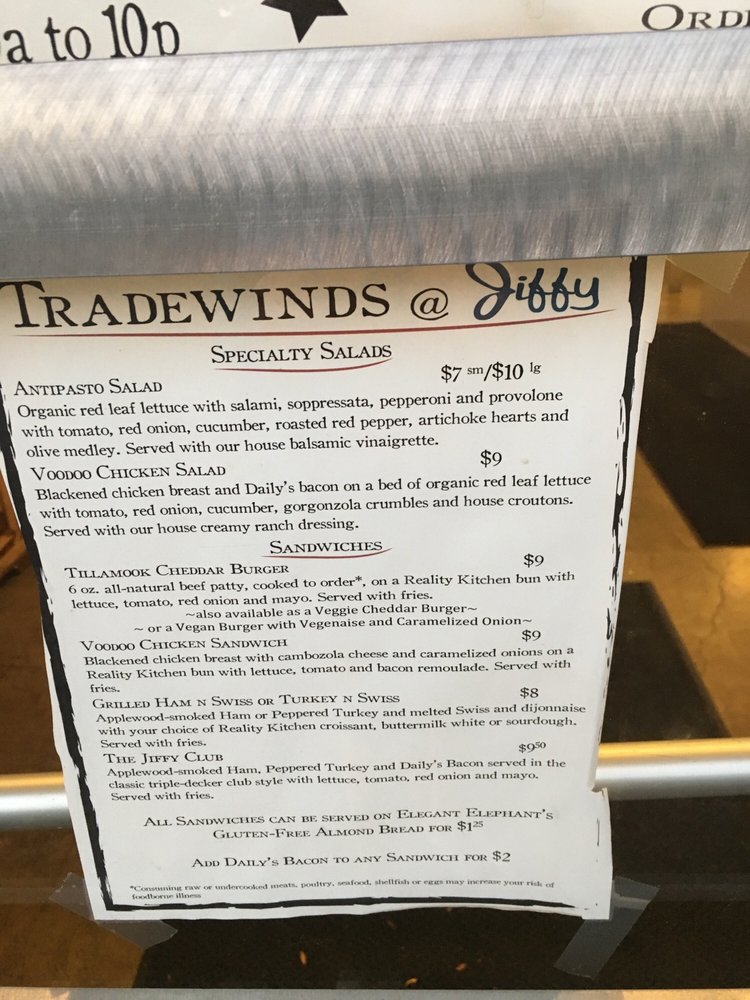 a to 10p
ORD
TRADEWINDS @ Jiffy
SPECIALTY SALADS
ANTIPASTO SALAD $7 sm/$10 lg
Organic red leaf lettuce with salami, soppressata, pepperoni and provolone
with tomato, red onion, cucumber, roasted red pepper, artichoke hearts and
olive medley. Served with our house balsamic vinaigrette.
VOODOO CHICKEN SALAD $9
Blackened chicken breast and Daily's bacon on a bed of organic red leaf lettuce
with tomato, red onion, cucumber, gorgonzola crumbles and house croutons.
Served with our house creamy ranch dressing.
SANDWICHES
TILLAMOOK CHEDDAR BURGER $9
6 oz. all-natural beef patty, cooked to order*, on a Reality Kitchen bun with
lettuce, tomato, red onion and mayo. Served with fries.
~also available as a Veggie Cheddar Burger~
~ or a Vegan Burger with Vegenaise and Caramelized Onion~
VOODOO CHICKEN SANDWICH $9
Blackened chicken breast with cambozola cheese and caramelized onions on a
Reality Kitchen bun with lettuce, tomato and bacon remoulade. Served with
fries.
GRILLED HAM N SWISS OR TURKEY N SWISS $8
Applewood-smoked Ham or Peppered Turkey and melted Swiss and dijonnaise
with your choice of Reality Kitchen croissant, buttermilk white or sourdough.
Served with fries.
THE JIFFY CLUB $950
Applewood-smoked Ham, Peppered Turkey and Daily's Bacon served in the
classic triple-decker club style with lettuce, tomato, red onion and mayo.
Served with fries.
ALL SANDWICHES CAN BE SERVED ON ELEGANT ELEPHANT'S
GLUTEN-FREE ALMOND BREAD FOR $125
ADD DAILY'S BACON TO ANY SANDWICH FOR $2
*Consuming raw or undercooked meats, poultry, seafood, shellfish or eggs may increase your risk of
foodborne illness